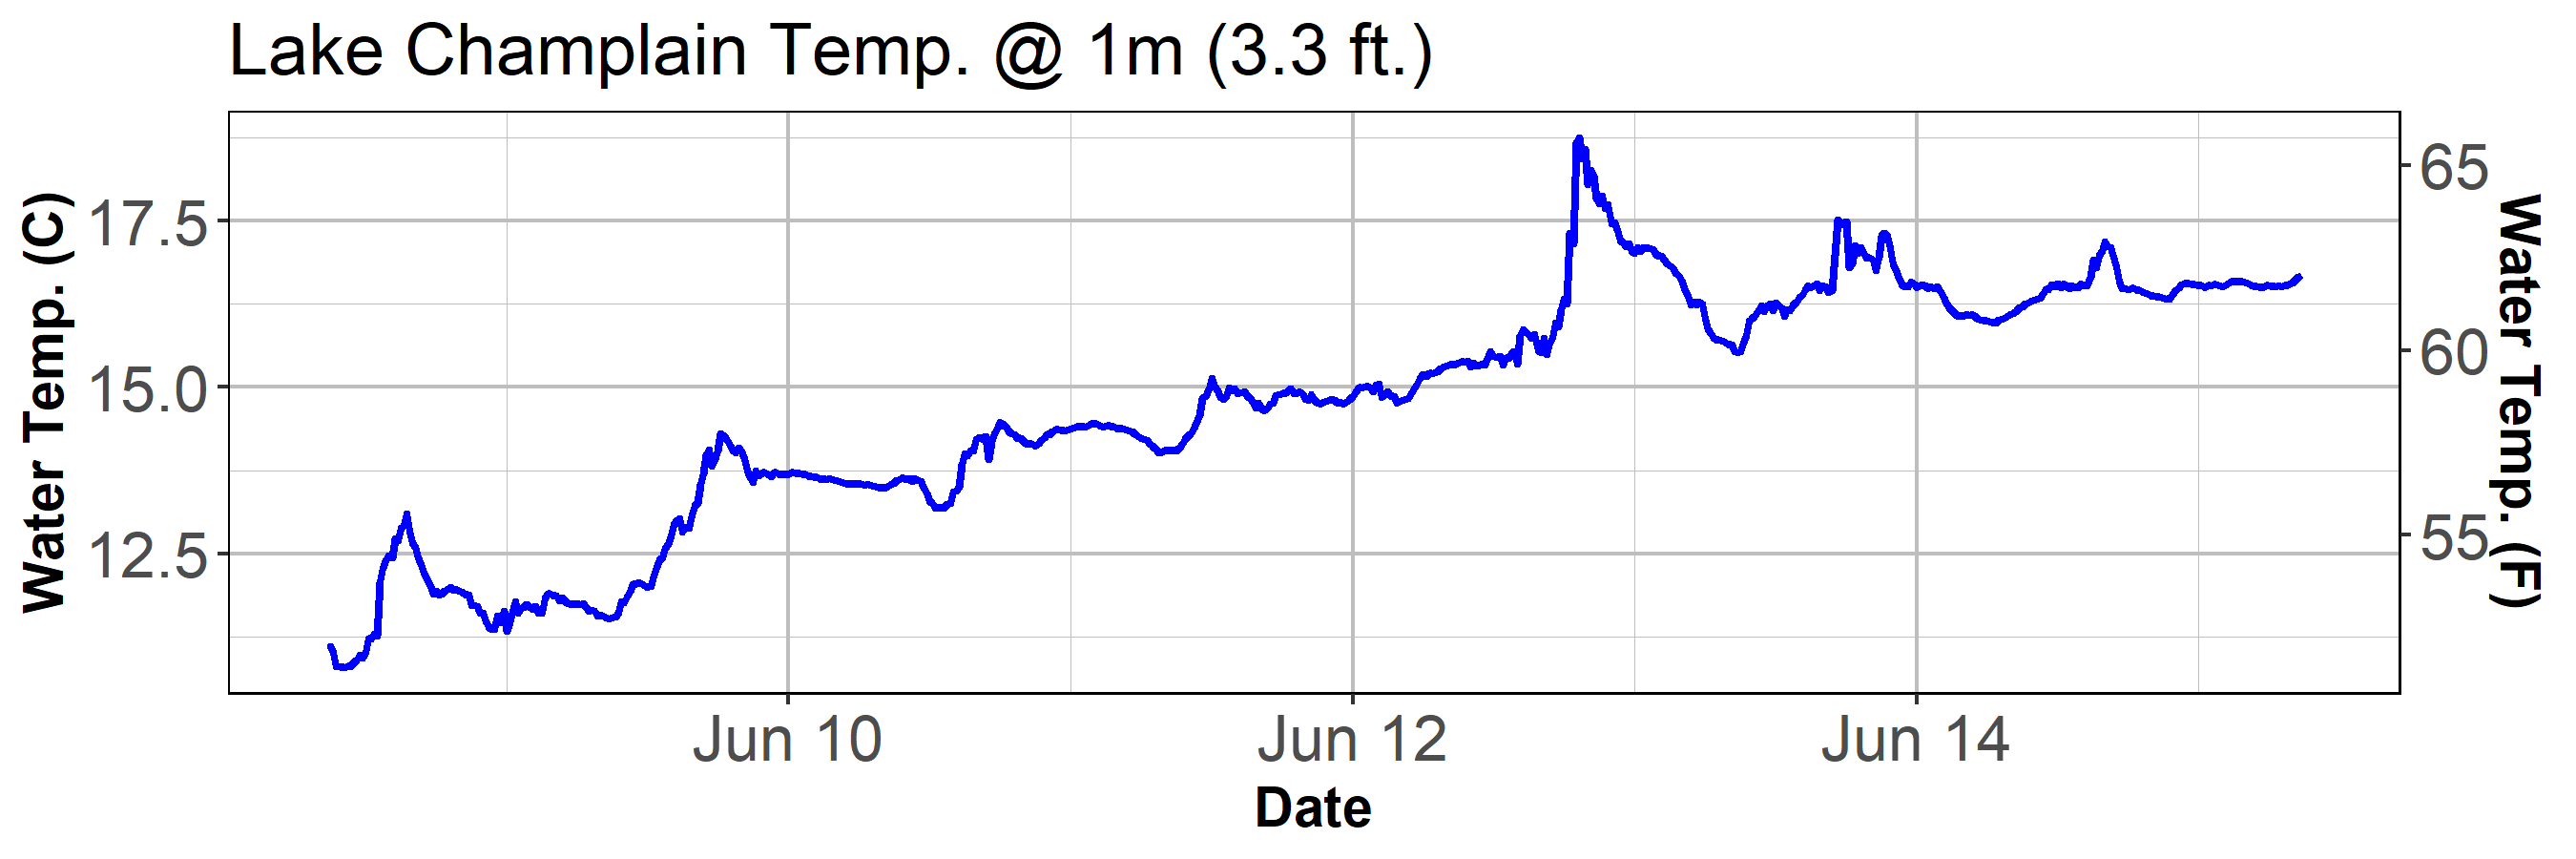 Lake Champlain Temp. @ 1m (3.3 ft.)
Water Temp. (C)
17.5
15.0
12.5
65
60
55
Water Temp. (F)
Jun 10
Jun 12
Jun 14
Date